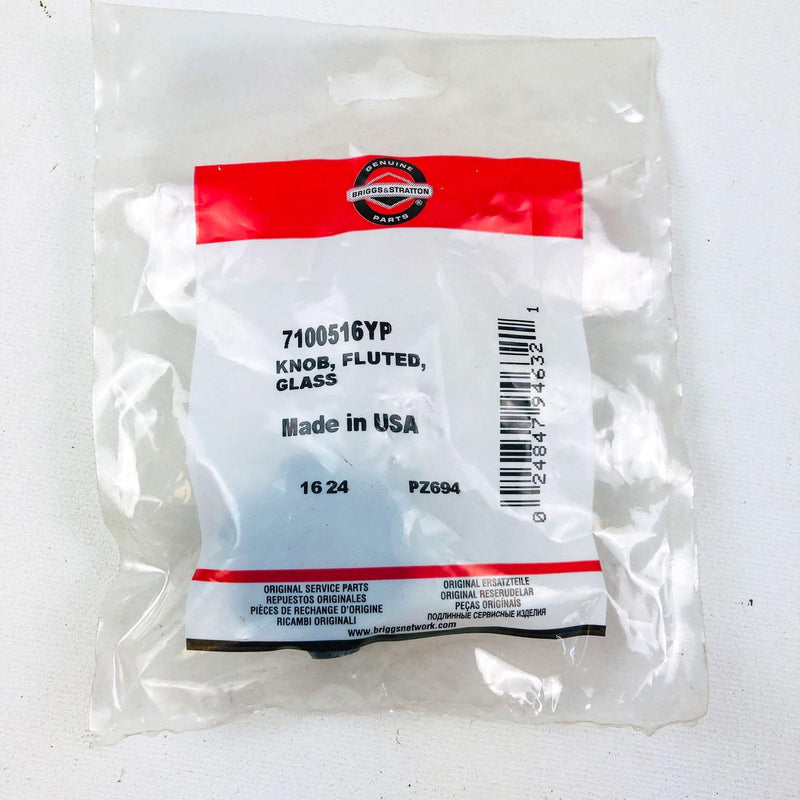 GENUINE
BRIGGS&STRATTON®
PARTS
7100516YP
KNOB, FLUTED,
GLASS
Made in USA
16 24 PZ694
0 24847 94632 1
ORIGINAL SERVICE PARTS
REPUESTOS ORIGINALES
PIÈCES DE RECHANGE D'ORIGINE
RICAMBI ORIGINALI
ORIGINAL ERSATZTEILE
ORIGINAL RESERUDELAR
PEÇAS ORIGINAIS
ПОДЛИННЫЕ СЕРВИСНЫЕ ИЗДЕЛИЯ
www.briggsnetwork.com